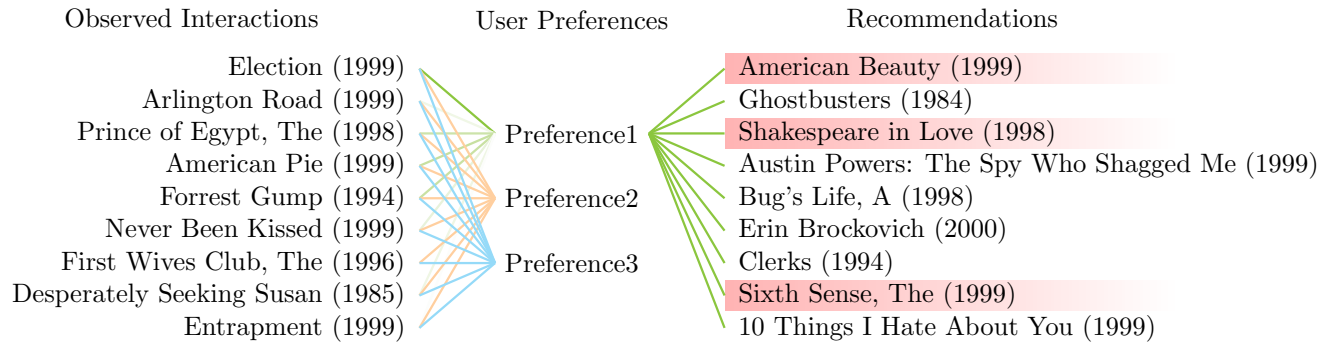 Observed Interactions
User Preferences
Recommendations
Election (1999)
Arlington Road (1999)
Prince of Egypt, The (1998)
American Pie (1999)
Forrest Gump (1994)
Never Been Kissed (1999)
First Wives Club, The (1996)
Desperately Seeking Susan (1985)
Entrapment (1999)
Preference1
Preference2
Preference3
American Beauty (1999)
Ghostbusters (1984)
Shakespeare in Love (1998)
Austin Powers: The Spy Who Shagged Me (1999)
Bug's Life, A (1998)
Erin Brockovich (2000)
Clerks (1994)
Sixth Sense, The (1999)
10 Things I Hate About You (1999)